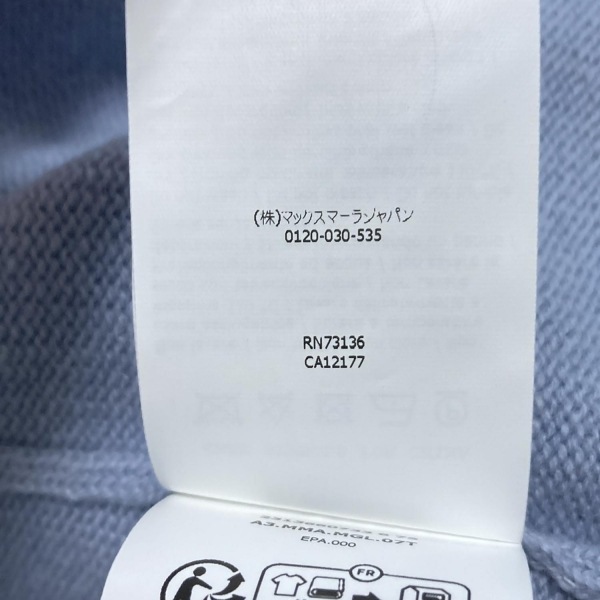 (株)マックスマーラジャパン
0120-030-535
RN73136
CA12177
A3.MMA.MGL.07T
EPA.000
FR